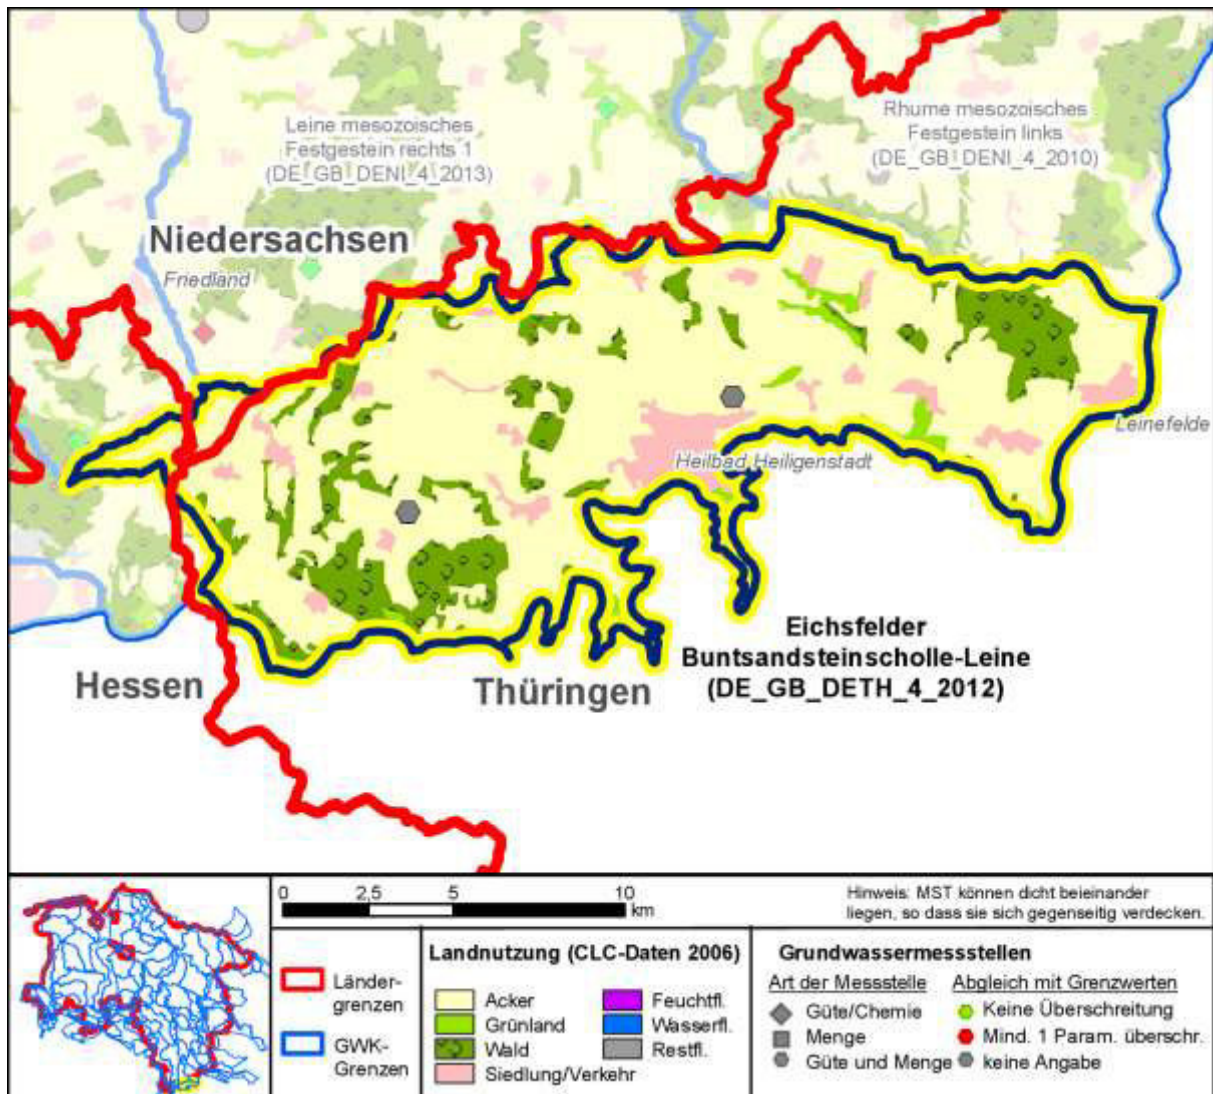 Leine mesozoisches
Festgestein rechts 1
(DE_GB_DENI_4_2013)
Rhume mesozoisches
Festgestein links
(DE_GB_DENI_4_2010)
Niedersachsen
Friedland
Leinefelde
Heilbad Heiligenstadt
Eichsfelder
Buntsandsteinscholle-Leine
(DE_GB_DETH_4_2012)
Hessen
Thüringen
0 2,5 5 10
km
Hinweis: MST können dicht beieinander
liegen, so dass sie sich gegenseitig verdecken.
Länder-
grenzen
GWK-
Grenzen
Landnutzung (CLC-Daten 2006)
Acker
Grünland
Wald
Siedlung/Verkehr
Feuchtfl.
Wasserfl.
Restfl.
Grundwassermessstellen
Art der Messstelle
Güte/Chemie
Menge
Güte und Menge
Abgleich mit Grenzwerten
Keine Überschreitung
Mind. 1 Param. überschr.
keine Angabe